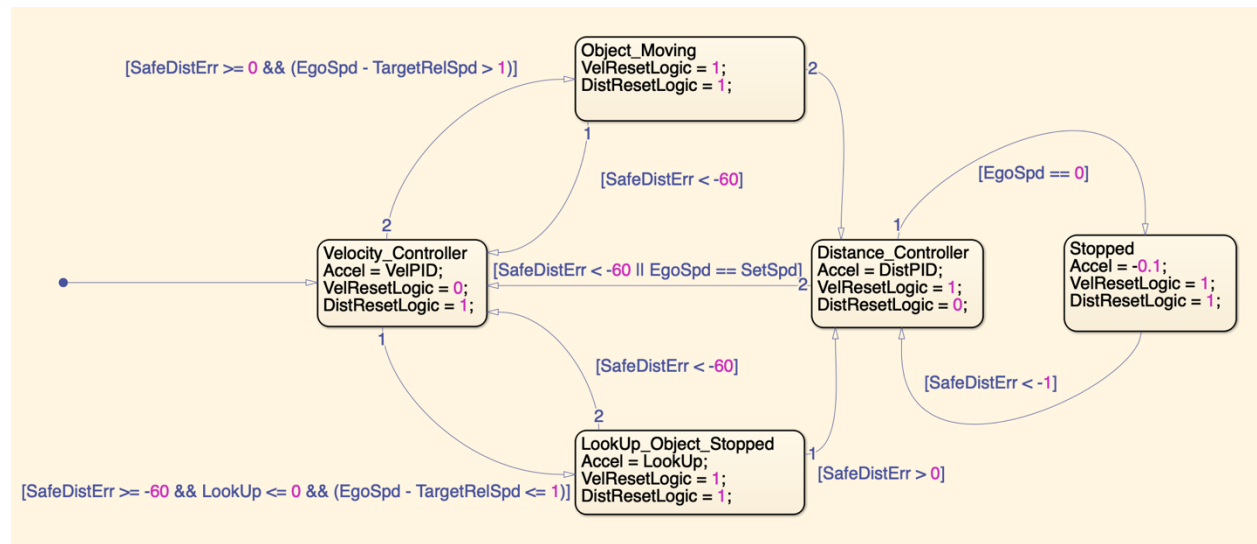 Object_Moving
VelResetLogic = 1;
DistResetLogic = 1;
[SafeDistErr >= 0 && (EgoSpd - TargetRelSpd > 1)]
2
1
[SafeDistErr < -60]
[EgoSpd == 0]
2
1
Velocity_Controller
Accel = VelPID;
VelResetLogic = 0;
DistResetLogic = 1;
[SafeDistErr < -60 || EgoSpd == SetSpd]
2
Distance_Controller
Accel = DistPID;
VelResetLogic = 1;
DistResetLogic = 0;
Stopped
Accel = -0.1;
VelResetLogic = 1;
DistResetLogic = 1;
1
[SafeDistErr < -60]
[SafeDistErr < -1]
2
LookUp_Object_Stopped
Accel = LookUp;
VelResetLogic = 1;
DistResetLogic = 1;
1
[SafeDistErr > 0]
[SafeDistErr >= -60 && LookUp <= 0 && (EgoSpd - TargetRelSpd <= 1)]